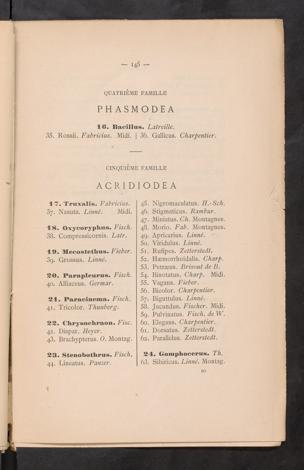 — 145 —
QUATRIÈME FAMILLE
PHASMODEA
16. Bacillus. Latreille.
35. Rossii. Fabricius. Midi.
36. Gallicus. Charpentier.
CINQUIÈME FAMILLE
ACRIDIODEA
17. Truxalis. Fabricius.
37. Nasuta. Linné. Midi.
18. Oxycoryphus. Fisch.
38. Compressicornis. Latr.
19. Mecostethus. Fieber.
39. Grossus. Linné.
20. Parapleurus. Fisch.
40. Alliaceus. Germar.
21. Paracinema. Fisch.
41. Tricolor. Thunberg.
22. Chrysochraon. Fisc.
42. Dispar. Heyer.
43. Brachypterus. O. Montag.
23. Stenobothrus. Fisch.
44. Lineatus. Panzer.
45. Nigromaculatus. H.-Sch.
46. Stigmaticus. Rambur.
47. Miniatus. Ch. Montagnes.
48. Morio. Fab. Montagnes.
49. Apricarius. Linné.
50. Viridulus. Linné.
51. Rufipes. Zetterstedt.
52. Hæmorrhoidalis. Charp.
53. Petræus. Brisout de B.
54. Binotatus. Charp. Midi.
55. Vagans. Fieber.
56. Bicolor. Charpentier.
57. Biguttulus. Linné.
58. Jucundus. Fischer. Midi.
59. Pulvinatus. Fisch. de W.
60. Elegans. Charpentier.
61. Dorsatus. Zetterstedt.
62. Parallelus. Zetterstedt.
24. Gomphocerus. Th.
63. Sibiricus. Linné. Montag.
10